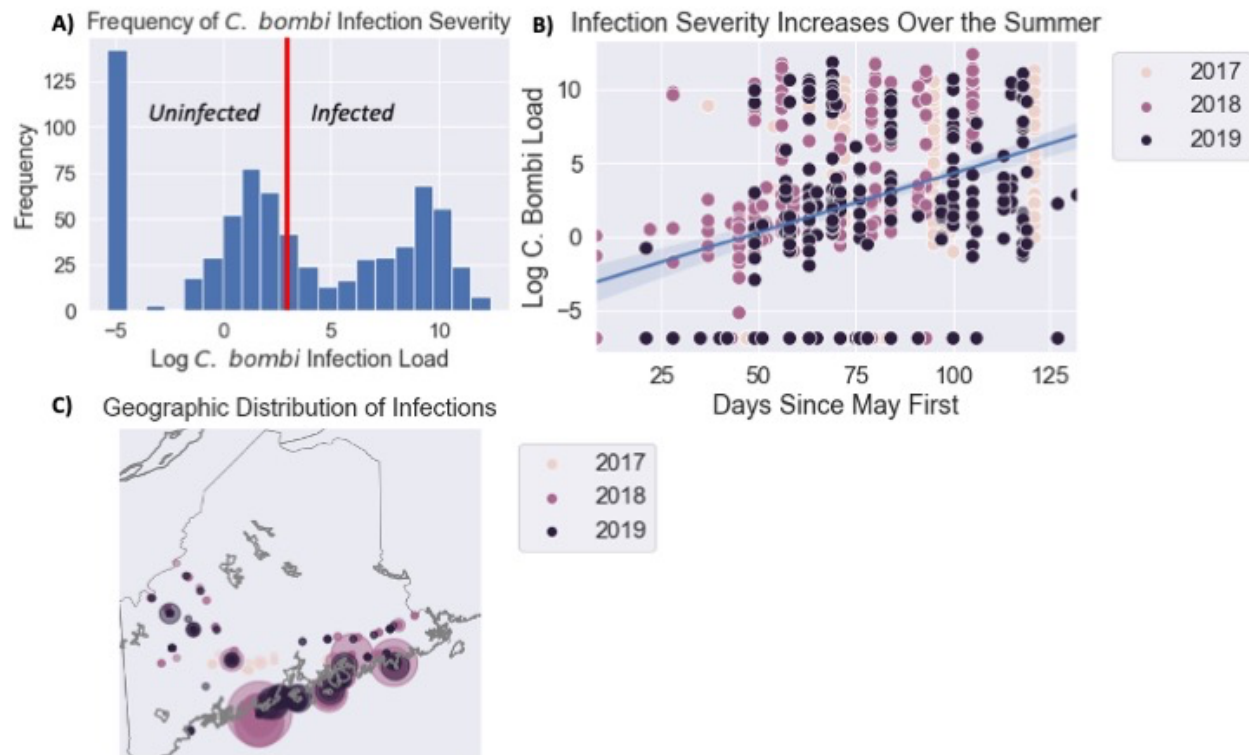 A) Frequency of C. bombi Infection Severity
125
100
75
50
25
0
Frequency
Uninfected
Infected
−5
0
5
10
Log C. bombi Infection Load
B) Infection Severity Increases Over the Summer
10
5
0
−5
Log C. Bombi Load
25
50
75
100
125
Days Since May First
2017
2018
2019
C) Geographic Distribution of Infections
2017
2018
2019